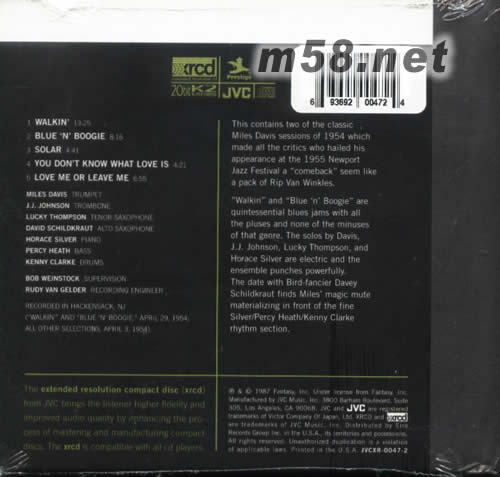 m58.net
xrcd
Prestige
20bit K2
JVC
6 93692 00472 4
1 WALKIN' 13:25
2 BLUE 'N' BOOGIE 8:16
3 SOLAR 4:41
4 YOU DON'T KNOW WHAT LOVE IS 4:21
5 LOVE ME OR LEAVE ME 6:55
MILES DAVIS TRUMPET
J.J. JOHNSON TROMBONE
LUCKY THOMPSON TENOR SAXOPHONE
DAVID SCHILDKRAUT ALTO SAXOPHONE
HORACE SILVER PIANO
PERCY HEATH BASS
KENNY CLARKE DRUMS
BOB WEINSTOCK SUPERVISION
RUDY VAN GELDER RECORDING ENGINEER
RECORDED IN HACKENSACK, NJ
("WALKIN" AND "BLUE 'N' BOOGIE," APRIL 29, 1954;
ALL OTHER SELECTIONS, APRIL 3, 1954)
This contains two of the classic
Miles Davis sessions of 1954 which
made all the critics who hailed his
appearance at the 1955 Newport
Jazz Festival a "comeback" seem like
a pack of Rip Van Winkles.
"Walkin" and "Blue 'n' Boogie" are
quintessential blues jams with all
the pluses and none of the minuses
of that genre. The solos by Davis,
J.J. Johnson, Lucky Thompson, and
Horace Silver are electric and the
ensemble punches powerfully.
The date with Bird-fancier Davey
Schildkraut finds Miles' magic mute
materializing in front of the fine
Silver/Percy Heath/Kenny Clarke
rhythm section.
The extended resolution compact disc (xrcd)
from JVC brings the listener higher fidelity and
improved audio quality by enhancing the pro-
cess of mastering and manufacturing compact
discs. The xrcd is compatible with all cd players.
℗ & © 1987 Fantasy, Inc. Under license from Fantasy, Inc.
Manufactured by JVC Music, Inc. 3800 Barham Boulevard, Suite
305, Los Angeles, CA 90068. JVC and JVC are registered
trademarks of Victor Company Of Japan, Ltd. XRCD and xrcd
are trademarks of JVC Music, Inc. Distributed by Sire
Records Group Inc. in the U.S.A., its territories and possessions.
All rights reserved. Unauthorized duplication is a violation
of applicable laws. Printed in U.S.A. JVCXR-0047-2